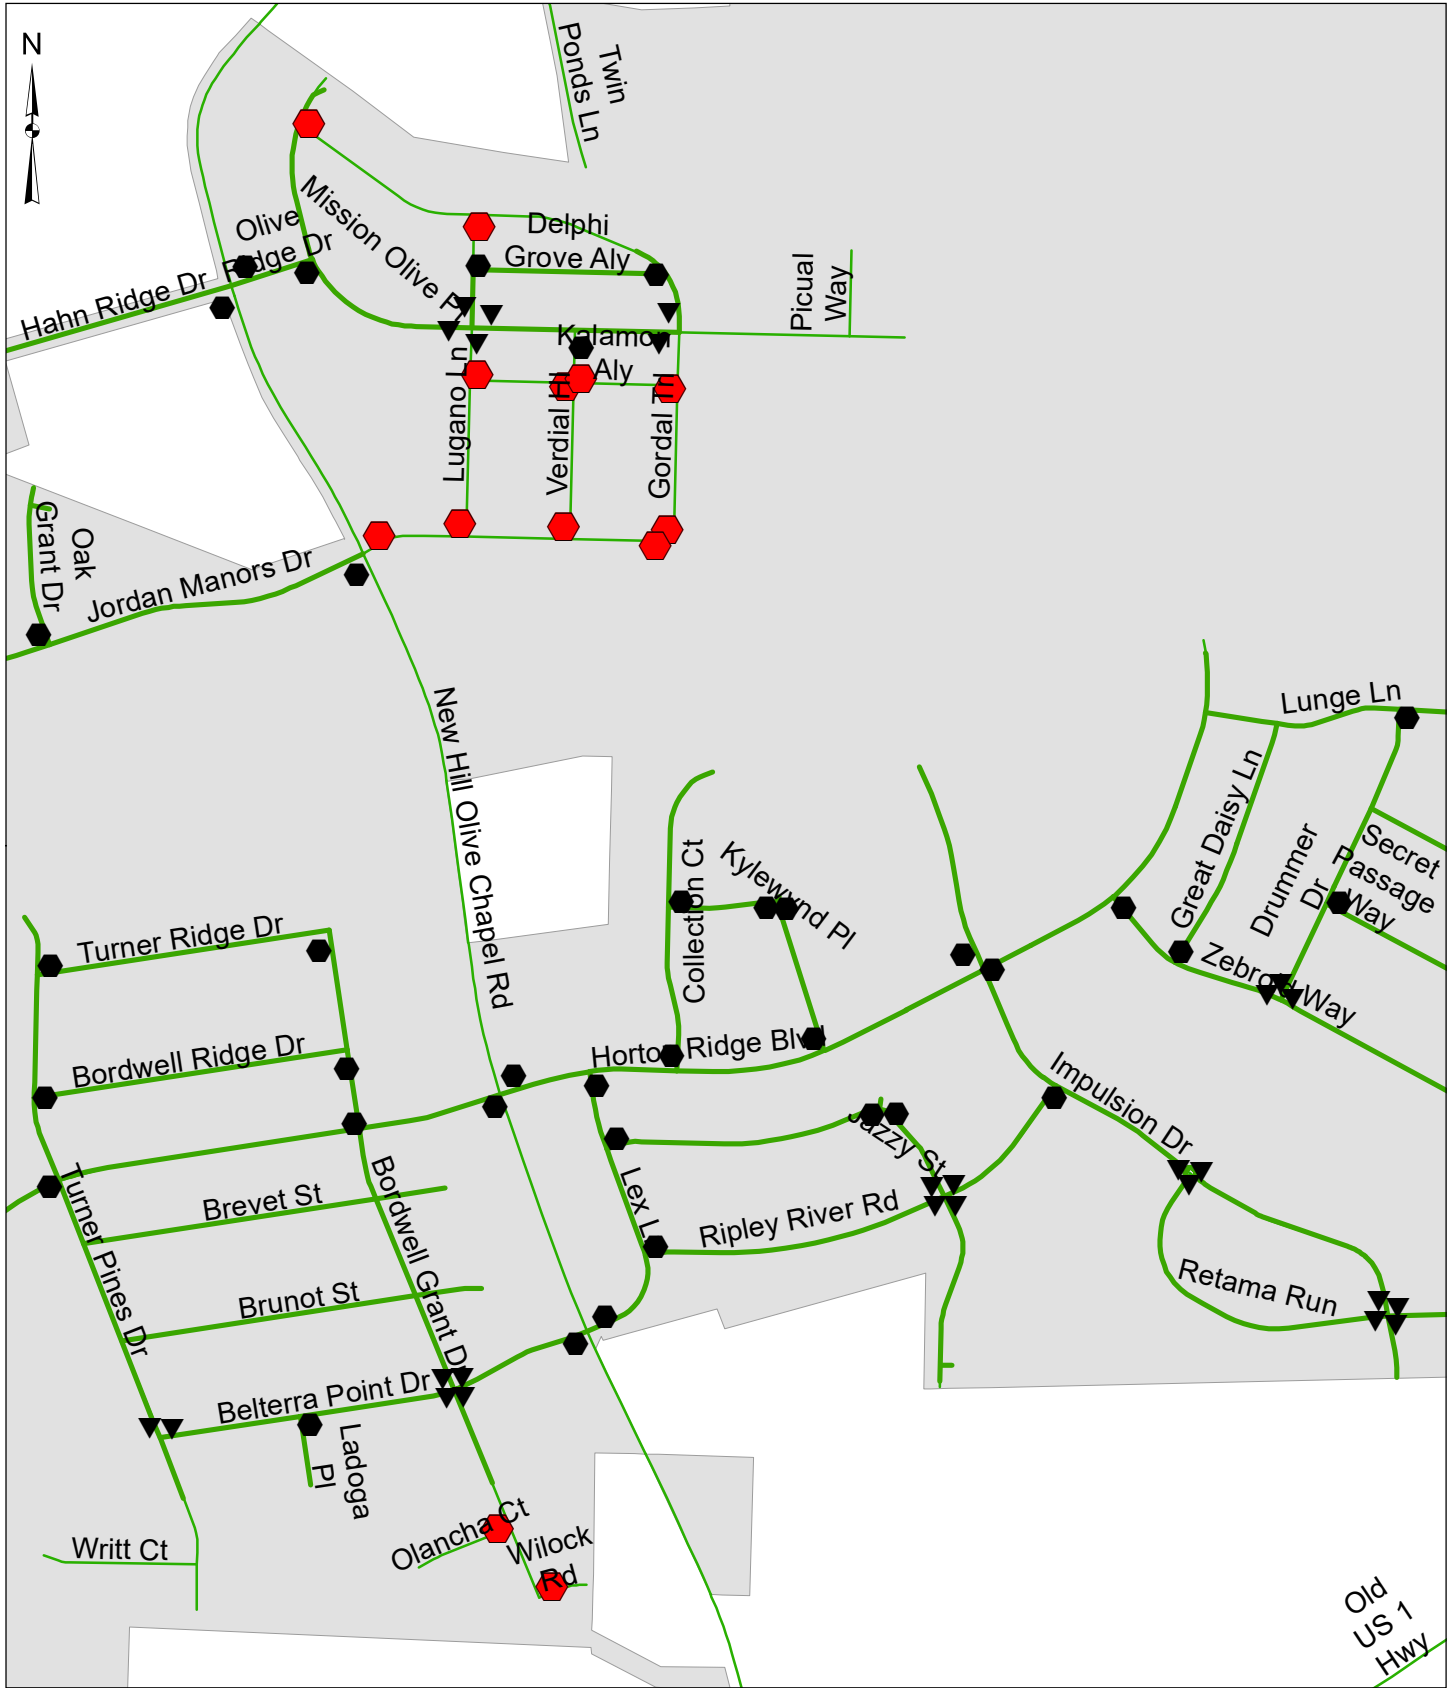 N
Twin
Ponds Ln
Mission Olive Pl
Olive
Ridge Dr
Hahn Ridge Dr
Delphi
Grove Aly
Picual
Way
Kalamon
Aly
Lugano Ln
Verdial Trl
Gordal Trl
Oak
Grant Dr
Jordan Manors Dr
New Hill Olive Chapel Rd
Lunge Ln
Great Daisy Ln
Drummer
Dr
Secret
Passage
Way
Zebroid Way
Collection Ct
Kylewynd Pl
Turner Ridge Dr
Bordwell Ridge Dr
Horton Ridge Blvd
Impulsion Dr
Jazzy St
Lex Ln
Ripley River Rd
Retama Run
Turner Pines Dr
Brevet St
Bordwell Grant Dr
Brunot St
Belterra Point Dr
Ladoga
Pl
Olancha Ct
Wilock
Rd
Writt Ct
Old
US 1
Hwy